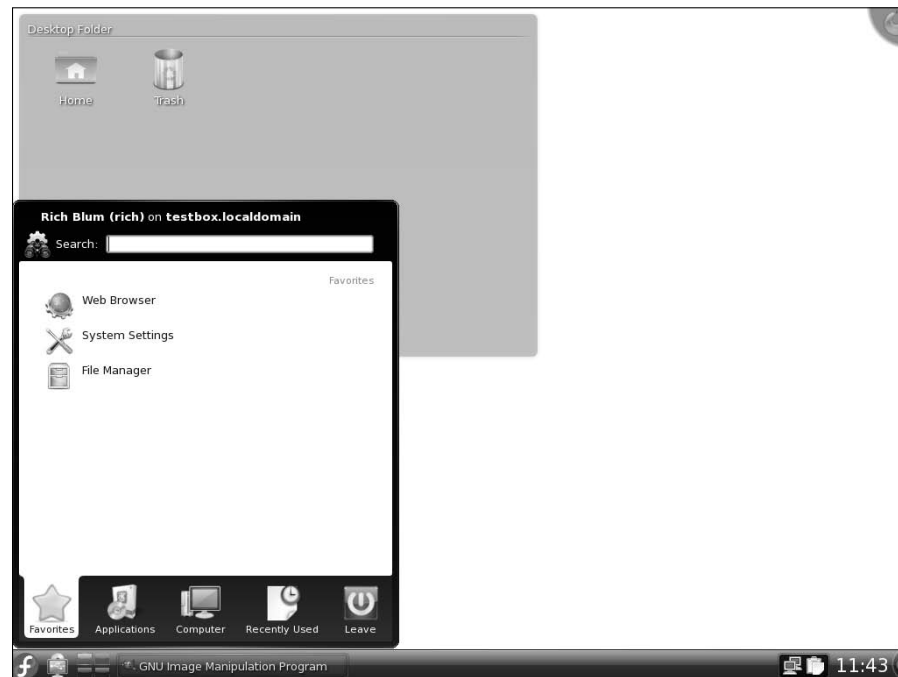 Desktop Folder
Home
Trash
Rich Blum (rich) on testbox.localdomain
Search:
Favorites
Web Browser
System Settings
File Manager
Favorites
Applications
Computer
Recently Used
Leave
GNU Image Manipulation Program
11:43